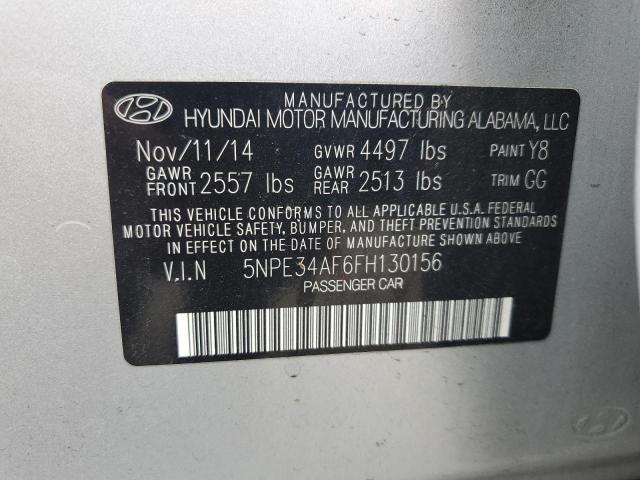 MANUFACTURED BY
HYUNDAI MOTOR MANUFACTURING ALABAMA, LLC
Nov/11/14 GVWR 4497 lbs PAINT Y8
GAWR FRONT 2557 lbs GAWR REAR 2513 lbs TRIM GG
THIS VEHICLE CONFORMS TO ALL APPLICABLE U.S.A. FEDERAL
MOTOR VEHICLE SAFETY, BUMPER, AND THEFT PREVENTION STANDARDS
IN EFFECT ON THE DATE OF MANUFACTURE SHOWN ABOVE.
V.I.N 5NPE34AF6FH130156
PASSENGER CAR